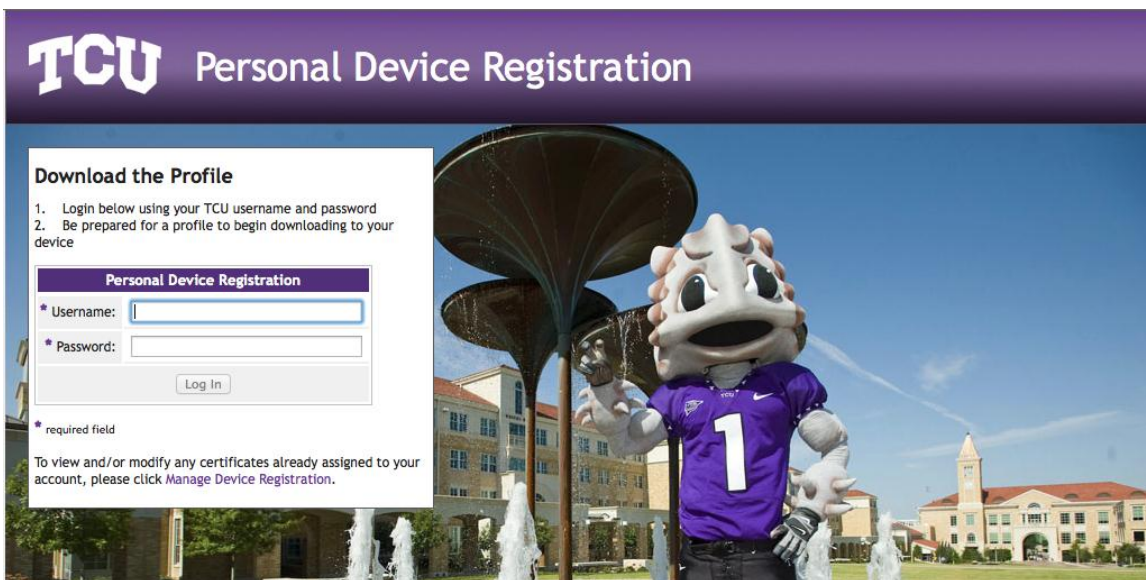 TCU Personal Device Registration
Download the Profile
1. Login below using your TCU username and password
2. Be prepared for a profile to begin downloading to your
device
Personal Device Registration
* Username:
* Password:
Log In
* required field
To view and/or modify any certificates already assigned to your
account, please click Manage Device Registration.
TCU
1